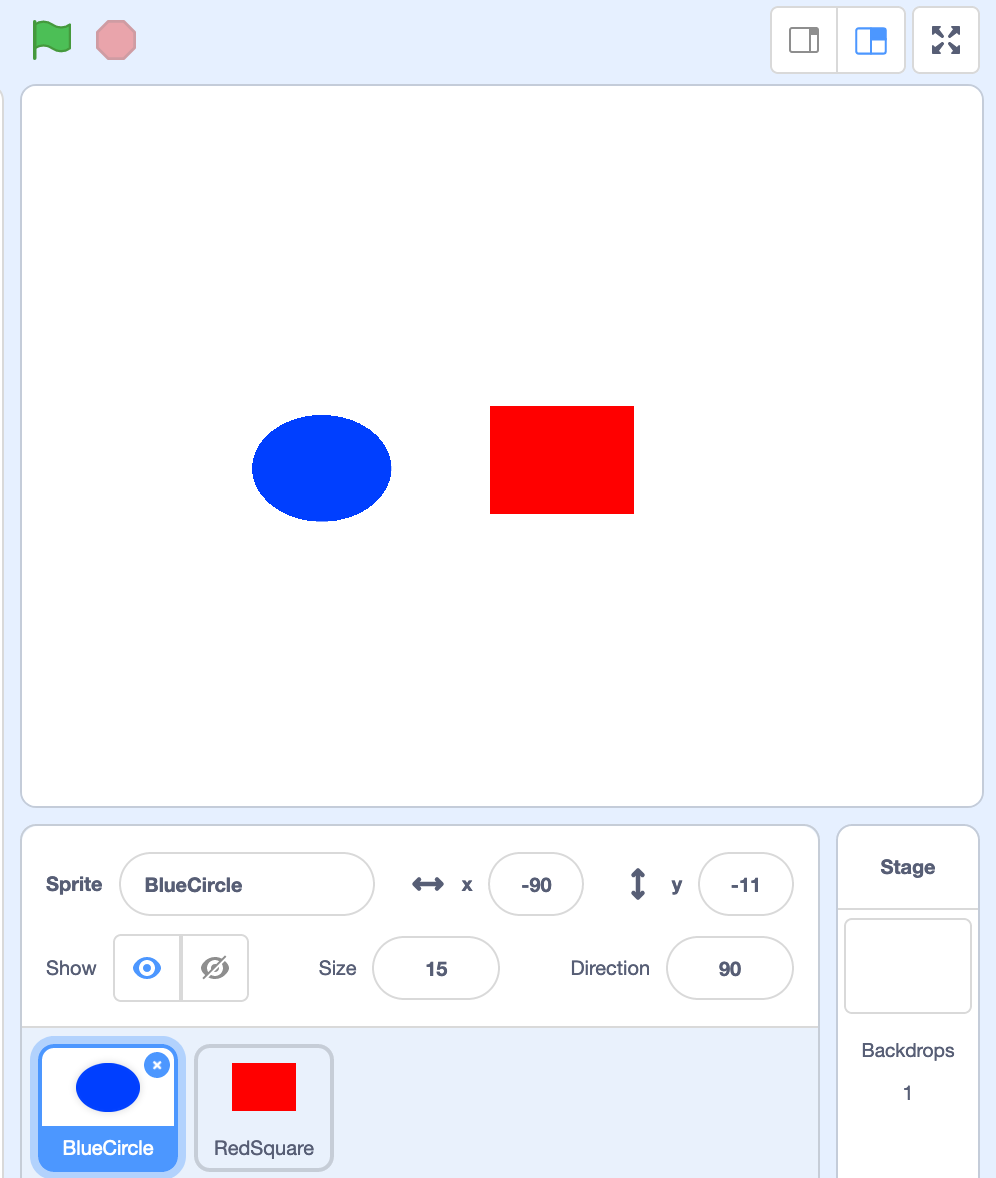 Sprite BlueCircle x -90 y -11
Show Size 15 Direction 90
BlueCircle
RedSquare
Stage
Backdrops
1